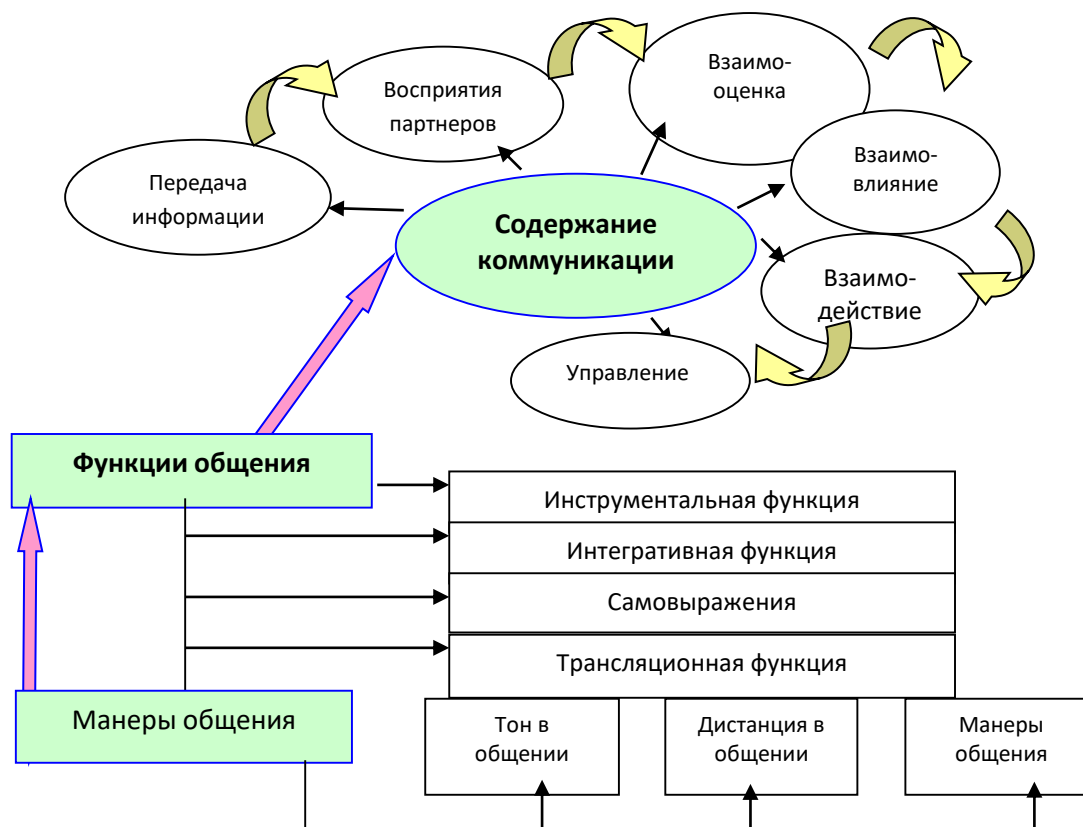 Взаимо-
оценка
Восприятия
партнеров
Взаимо-
влияние
Передача
информации
Содержание
коммуникации
Взаимо-
действие
Управление
Функции общения
Инструментальная функция
Интегративная функция
Самовыражения
Трансляционная функция
Манеры общения
Тон в
общении
Дистанция в
общении
Манеры
общения